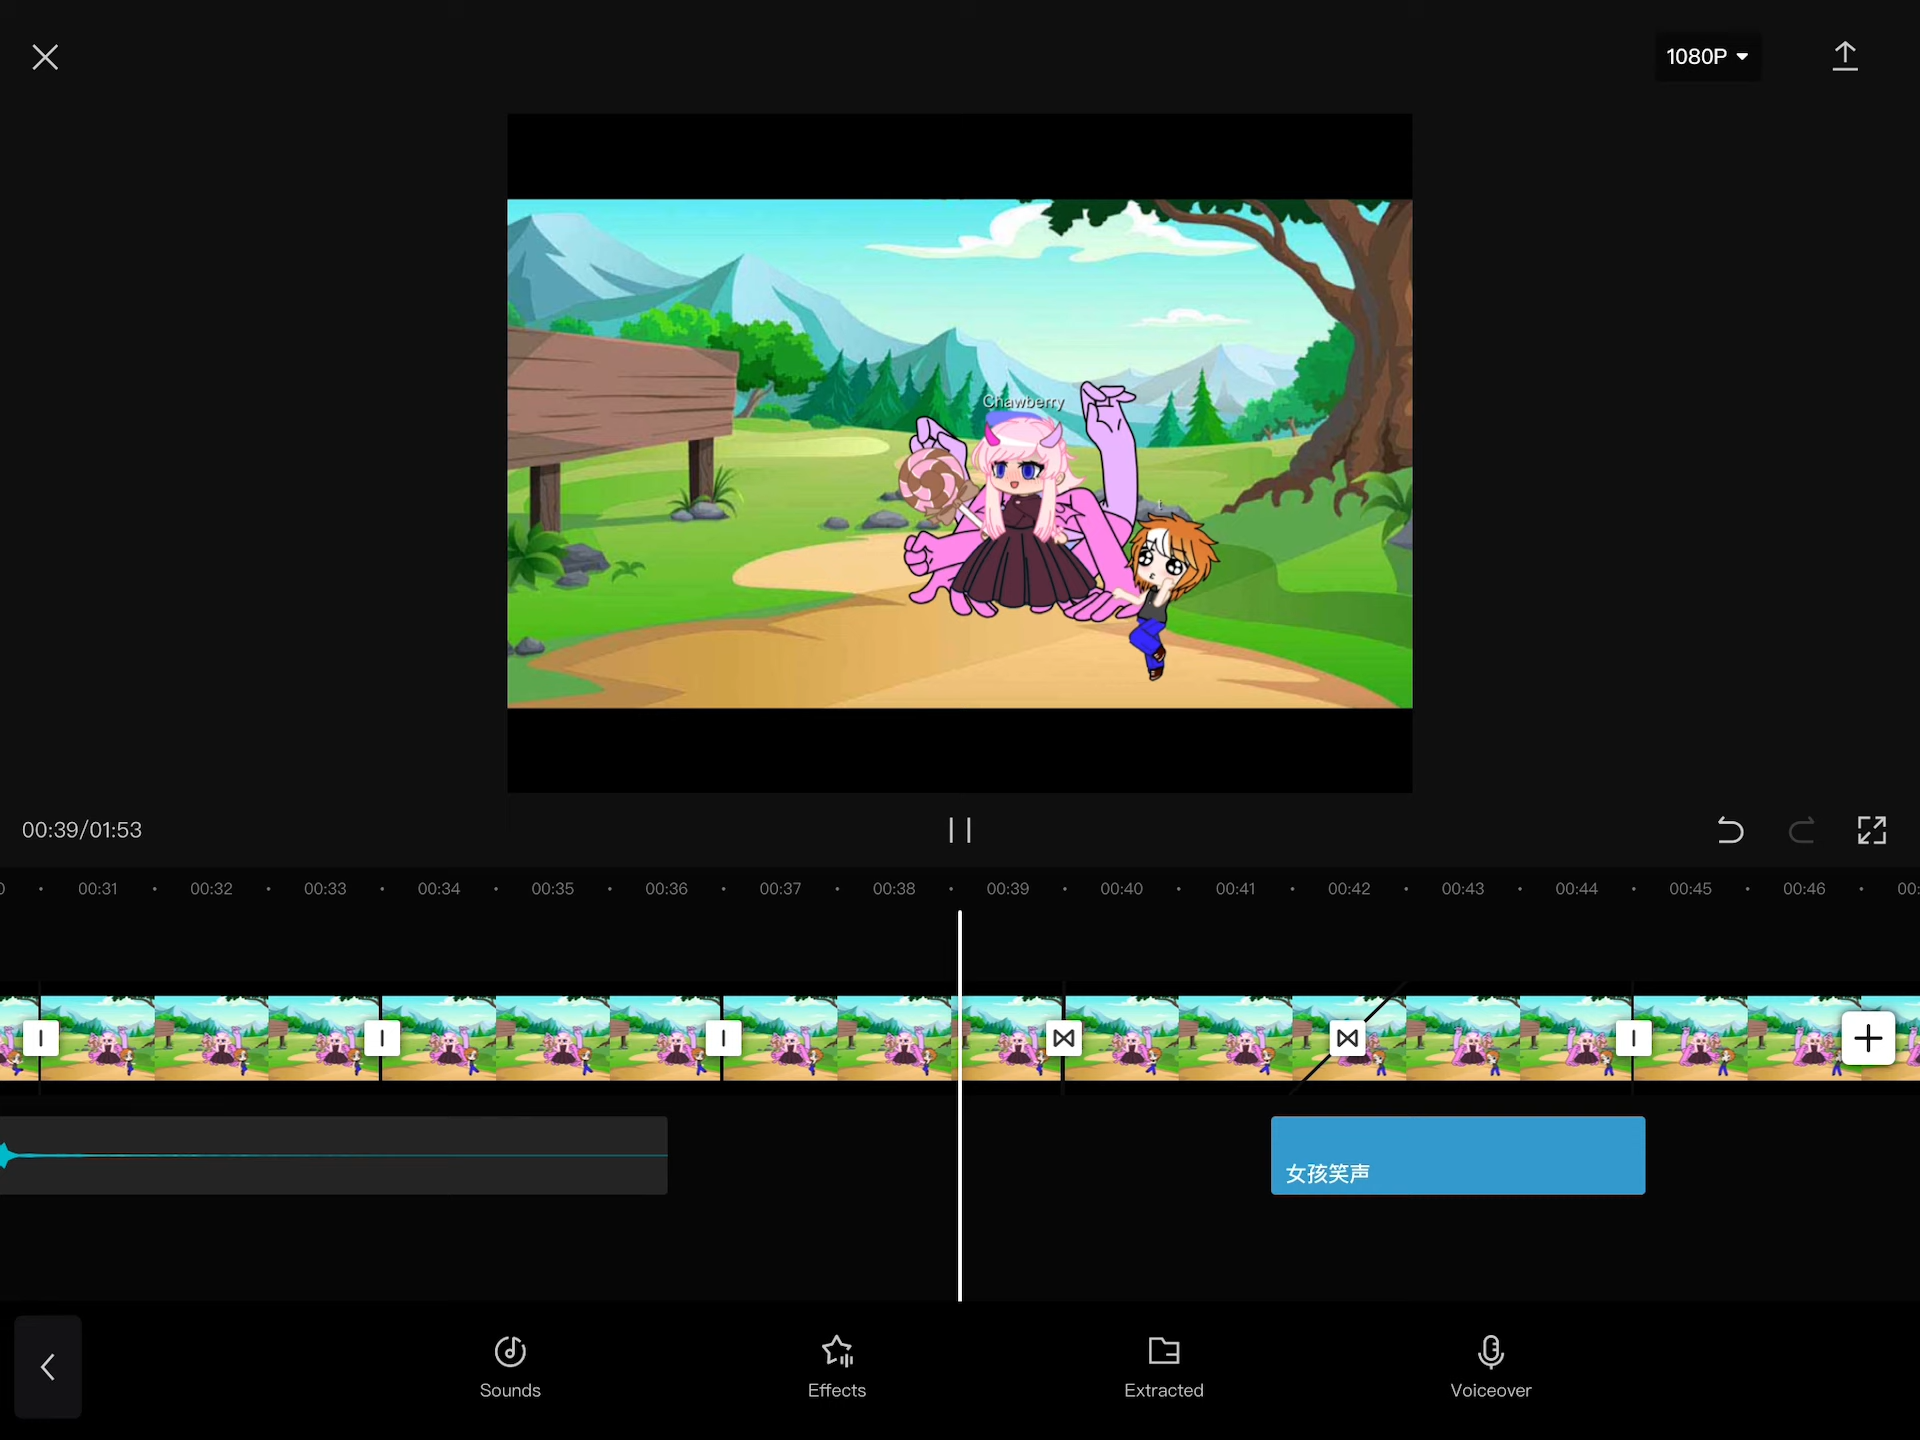 1080P
Chawberry
L
00:39/01:53
00:31 00:32 00:33 00:34 00:35 00:36 00:37 00:38 00:39 00:40 00:41 00:42 00:43 00:44 00:45 00:46 00:
女孩笑声
Sounds Effects Extracted Voiceover